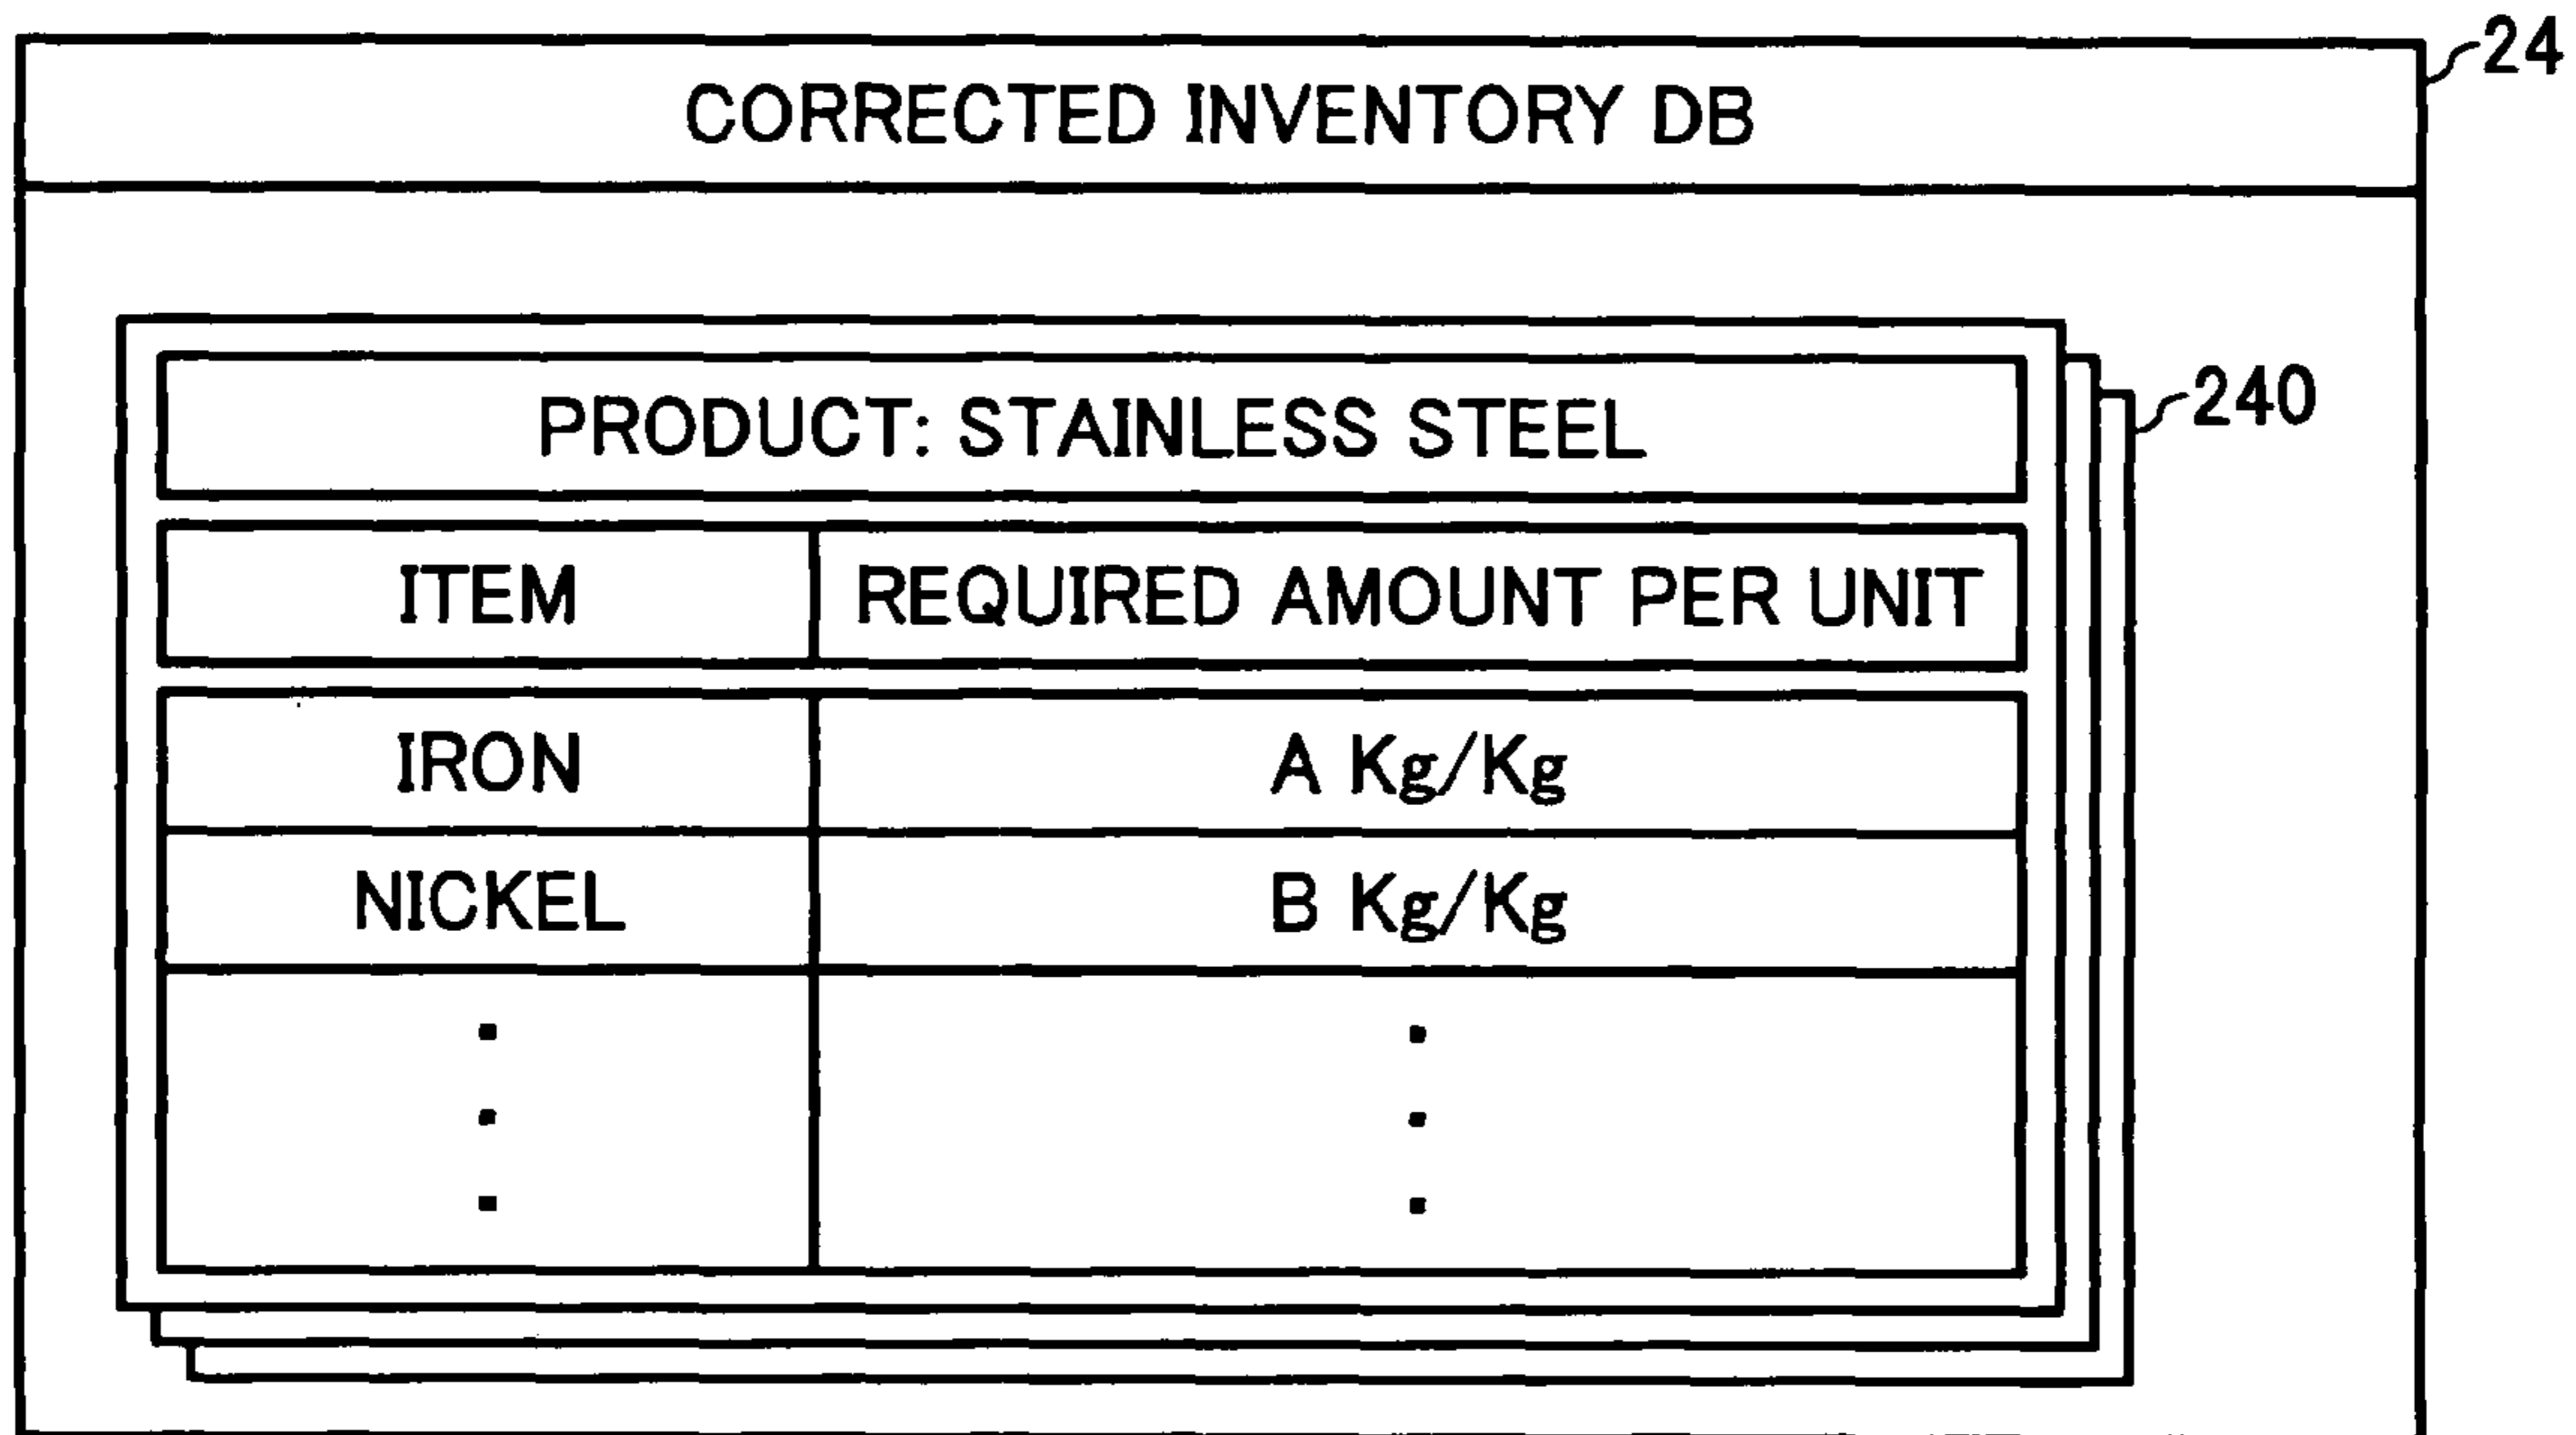 24
CORRECTED INVENTORY DB
240
PRODUCT: STAINLESS STEEL
ITEM REQUIRED AMOUNT PER UNIT
IRON A Kg/Kg
NICKEL B Kg/Kg